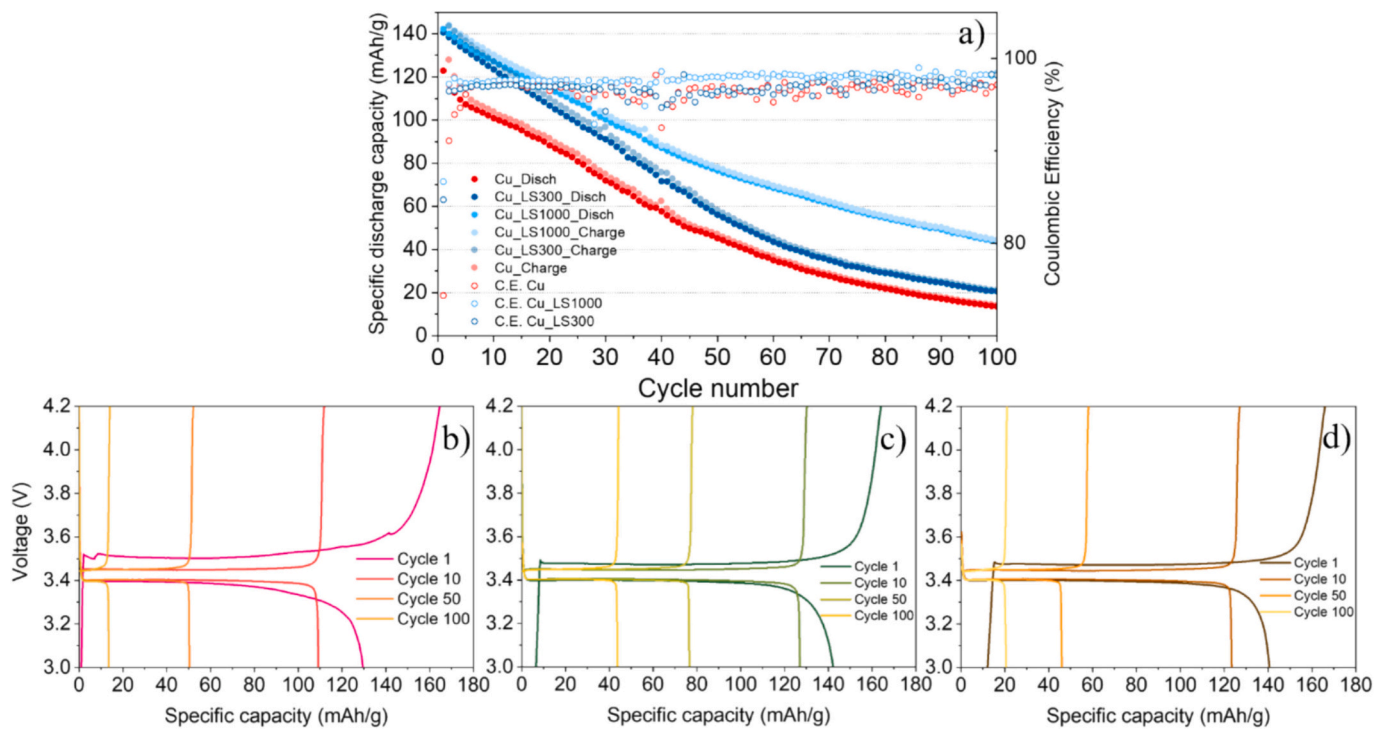 a)
Specific discharge capacity (mAh/g)
140
120
100
80
60
40
20
0
Cu_Disch
Cu_LS300_Disch
Cu_LS1000_Disch
Cu_LS1000_Charge
Cu_LS300_Charge
Cu_Charge
C.E. Cu
C.E. Cu_LS1000
C.E. Cu_LS300
100
80
Coulombic Efficiency (%)
0 10 20 30 40 50 60 70 80 90 100
Cycle number
b)
Voltage (V)
4.2
4.0
3.8
3.6
3.4
3.2
3.0
Cycle 1
Cycle 10
Cycle 50
Cycle 100
0 20 40 60 80 100 120 140 160 180
Specific capacity (mAh/g)
c)
4.2
4.0
3.8
3.6
3.4
3.2
3.0
Cycle 1
Cycle 10
Cycle 50
Cycle 100
0 20 40 60 80 100 120 140 160 180
Specific capacity (mAh/g)
d)
4.2
4.0
3.8
3.6
3.4
3.2
3.0
Cycle 1
Cycle 10
Cycle 50
Cycle 100
0 20 40 60 80 100 120 140 160 180
Specific capacity (mAh/g)